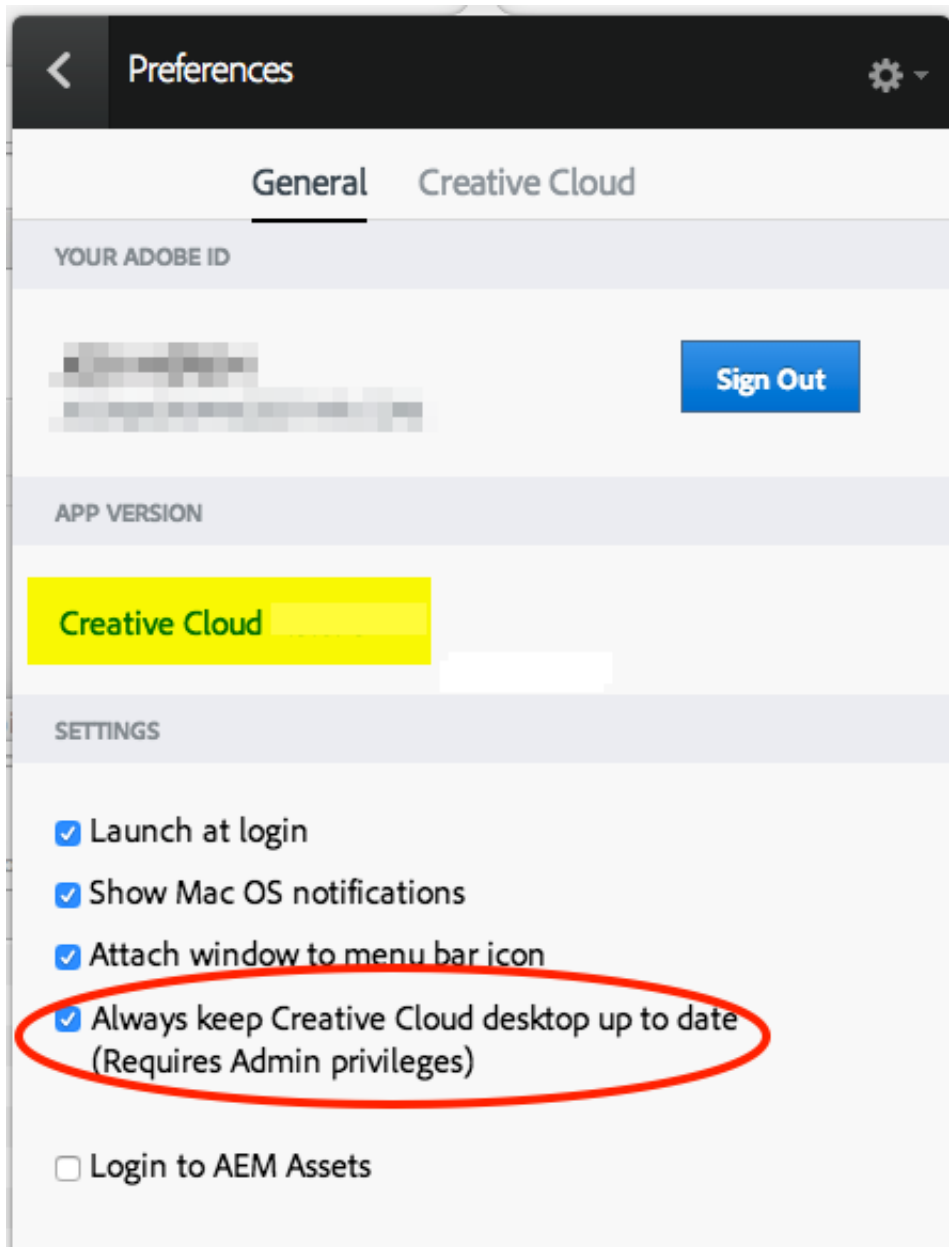 Preferences
General Creative Cloud
YOUR ADOBE ID
Sign Out
APP VERSION
Creative Cloud
SETTINGS
Launch at login
Show Mac OS notifications
Attach window to menu bar icon
Always keep Creative Cloud desktop up to date
(Requires Admin privileges)
Login to AEM Assets